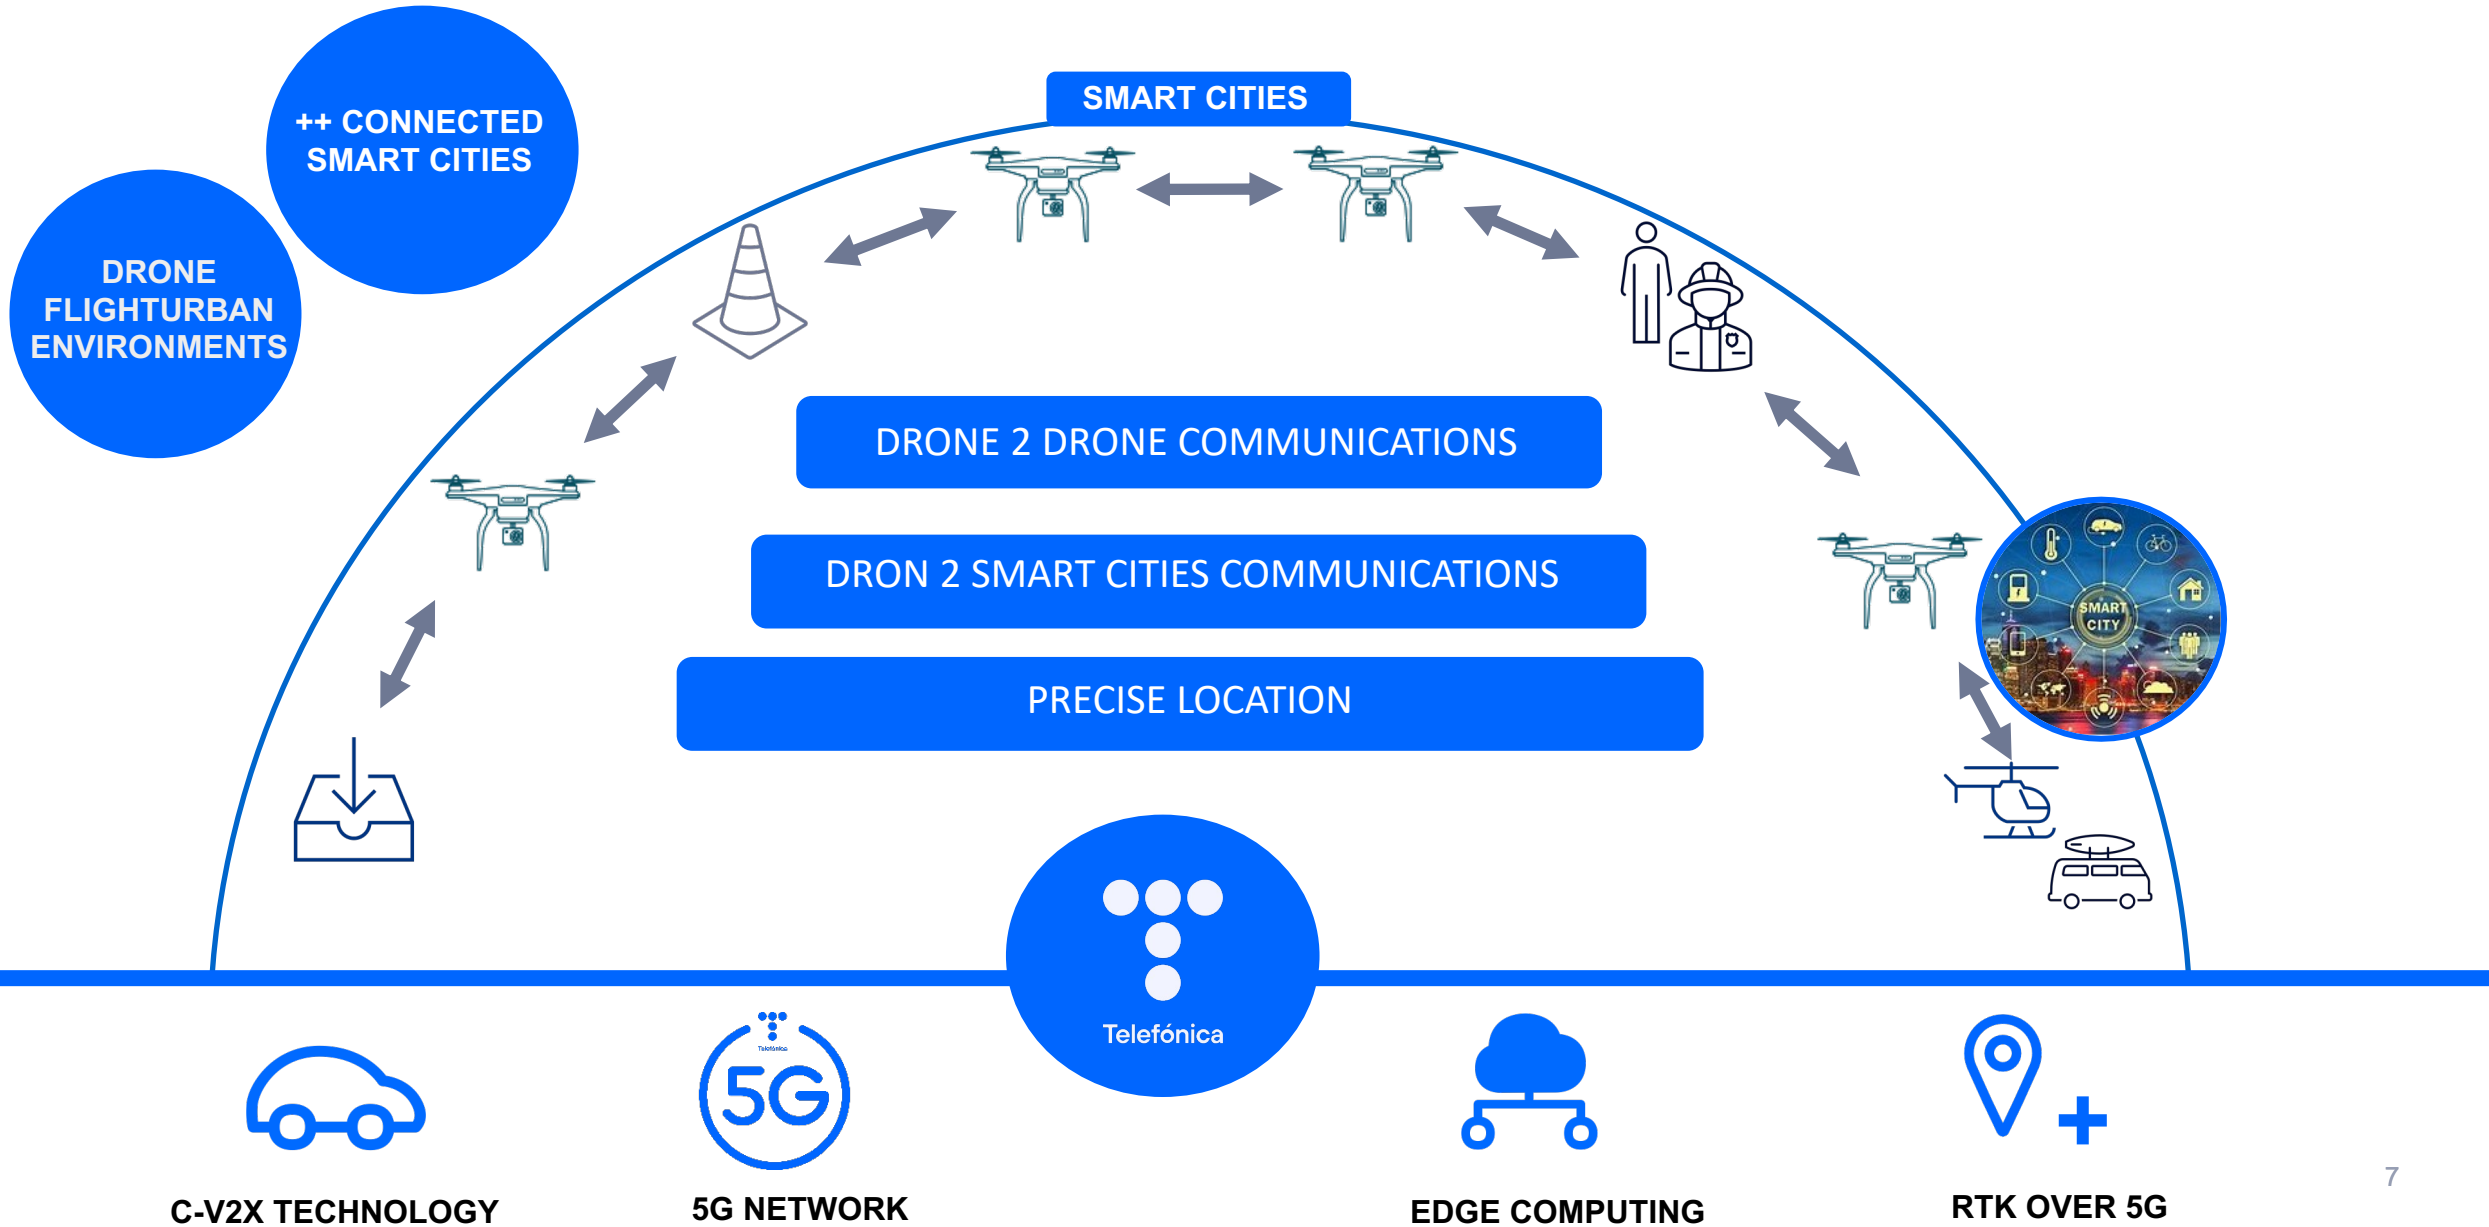 ++ CONNECTED
SMART CITIES
SMART CITIES
DRONE
FLIGHTURBAN
ENVIRONMENTS
DRONE 2 DRONE COMMUNICATIONS
DRON 2 SMART CITIES COMMUNICATIONS
PRECISE LOCATION
SMART
CITY
Telefónica
Telefónica
5G
C-V2X TECHNOLOGY
5G NETWORK
EDGE COMPUTING
RTK OVER 5G
7